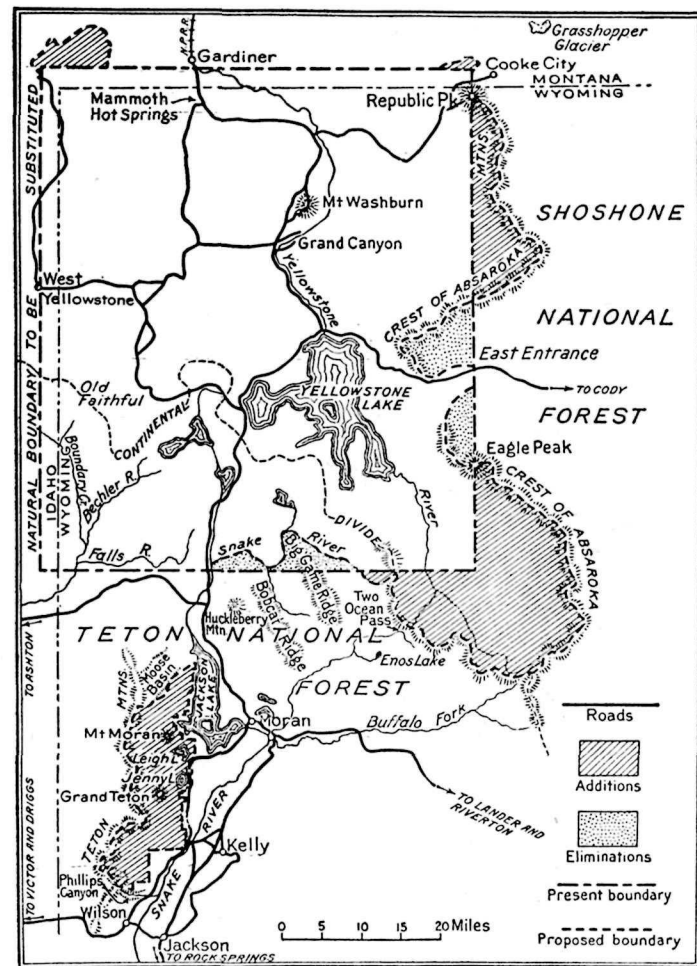 N.P.R.R.
Grasshopper
Glacier
Gardiner
Cooke City
MONTANA
WYOMING
Mammoth
Hot Springs
Republic Pk.
MTNS.
Mt Washburn
SHOSHONE
Grand Canyon
NATURAL BOUNDARY TO BE SUBSTITUTED
West
Yellowstone
Yellowstone
CREST OF ABSAROKA
NATIONAL
East Entrance
TO CODY
Old
Faithful
CONTINENTAL
YELLOWSTONE
LAKE
FOREST
Eagle Peak
IDAHO
WYOMING
Boundary C.
Bechler R.
CREST OF ABSAROKA
River
DIVIDE
Falls R.
Snake
River
Big Game Ridge
Two
Ocean
Pass
Huckleberry
Mtn.
Bobcat Ridge
TETON NATIONAL
Enos Lake
FOREST
TO ASHTON
MTNS.
Moose
Basin
JACKSON
LAKE
Moran
Buffalo Fork
Mt Moran
Leigh L.
Jenny L.
Grand Teton
TO LANDER AND
RIVERTON
TETON
RIVER
Kelly
TO VICTOR AND DRIGGS
Phillips
Canyon
SNAKE
Wilson
Jackson
TO ROCK SPRINGS
0 5 10 15 20 Miles
Roads
Additions
Eliminations
Present boundary
Proposed boundary